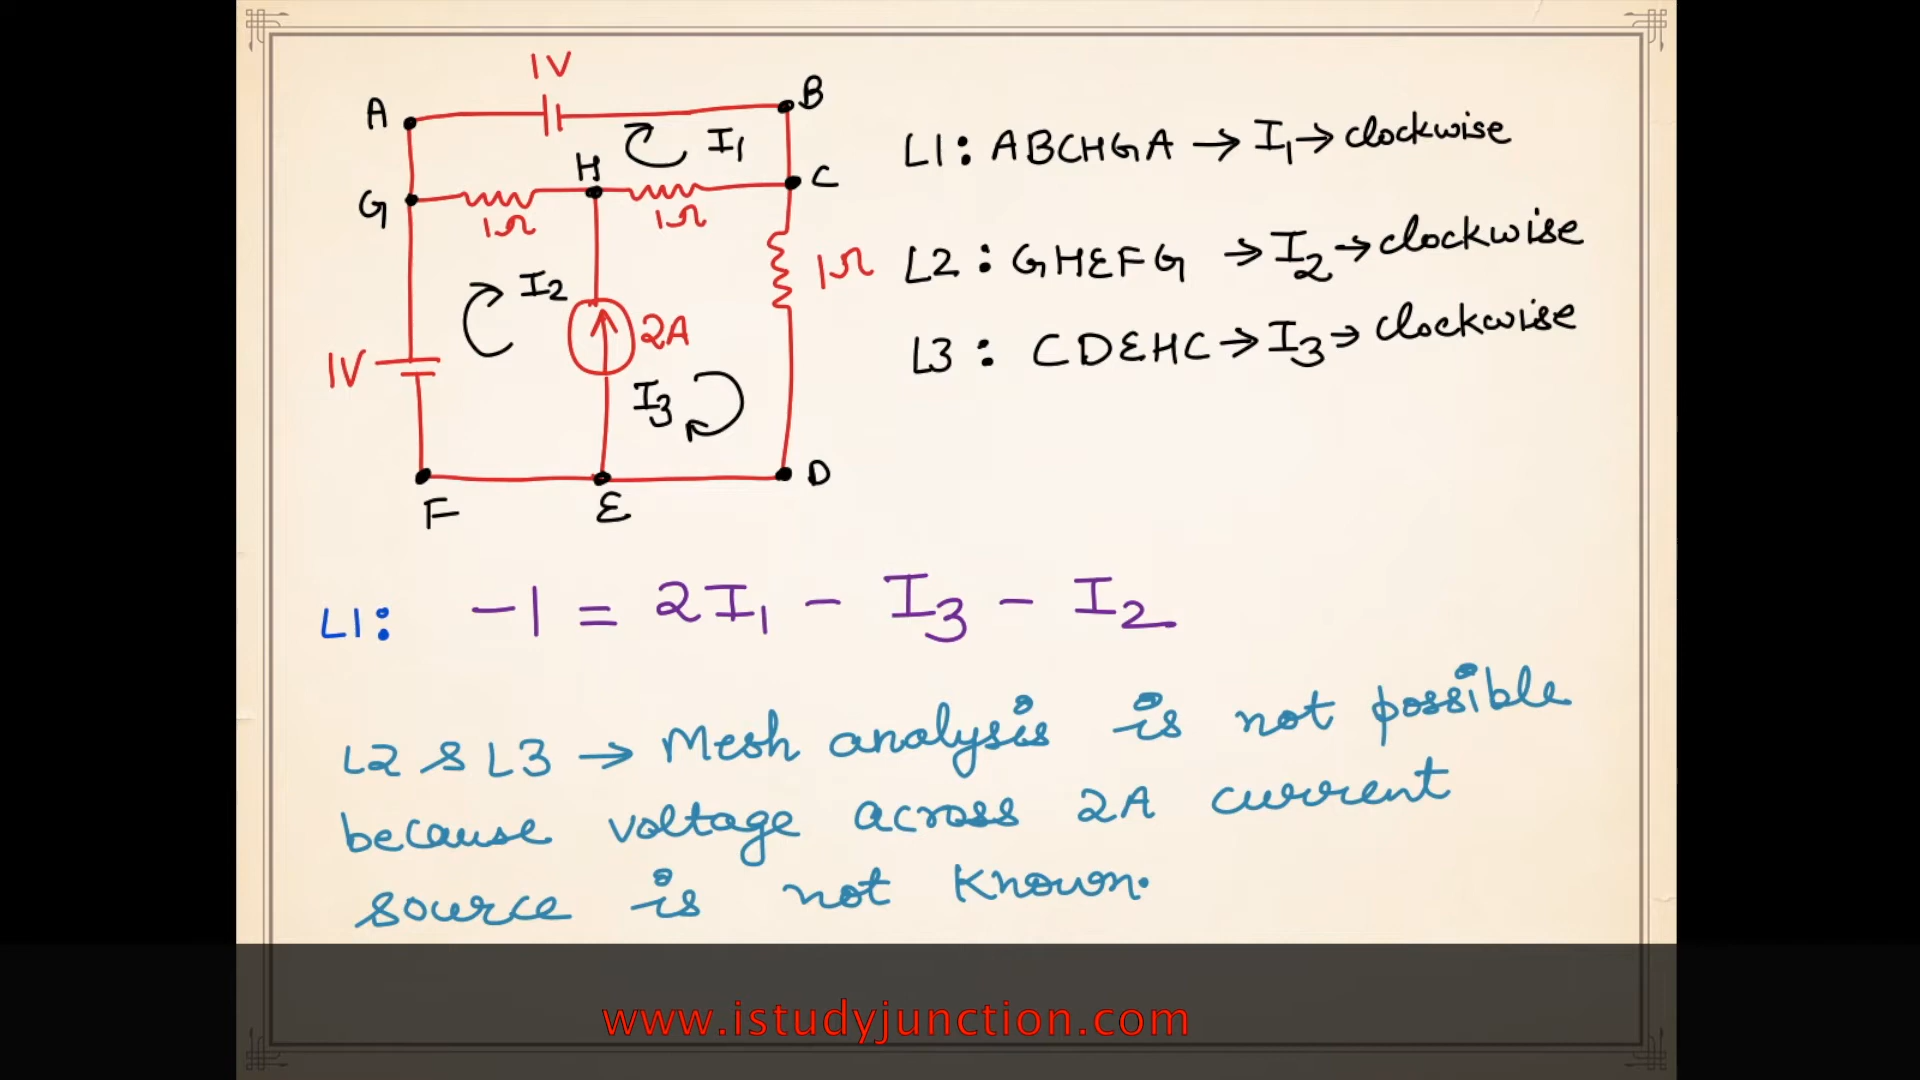 1V
A
B
I1
H
C
G
1Ω
1Ω
1Ω
I2
2A
1V
I3
F
E
D
L1: ABCHGA → I1 → clockwise
L2: GHEFG → I2 → clockwise
L3: CDEHC → I3 → clockwise
L1: -1 = 2I1 - I3 - I2
L2 & L3 → Mesh analysis is not possible
because voltage across 2A current
source is not known.
www.istudyjunction.com